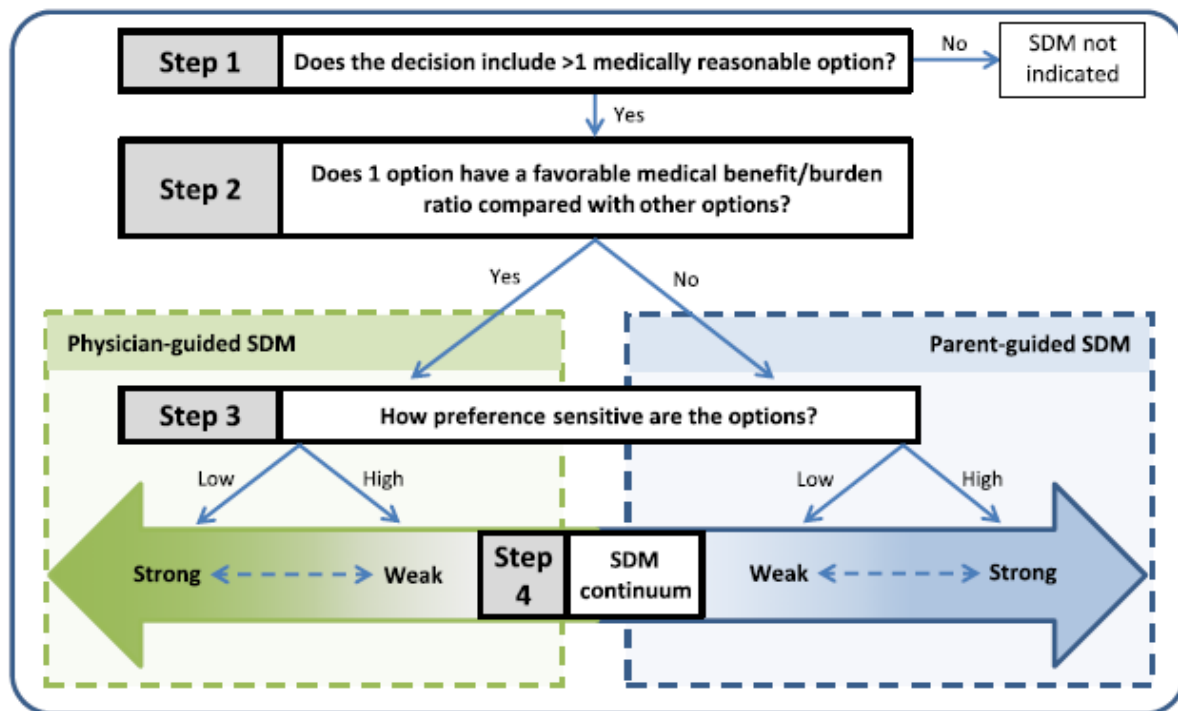 Step 1
Does the decision include >1 medically reasonable option?
No
SDM not
indicated
Yes
Step 2
Does 1 option have a favorable medical benefit/burden
ratio compared with other options?
Yes
No
Physician-guided SDM
Parent-guided SDM
Step 3
How preference sensitive are the options?
Low
High
Low
High
Strong
Weak
Step
4
SDM
continuum
Weak
Strong